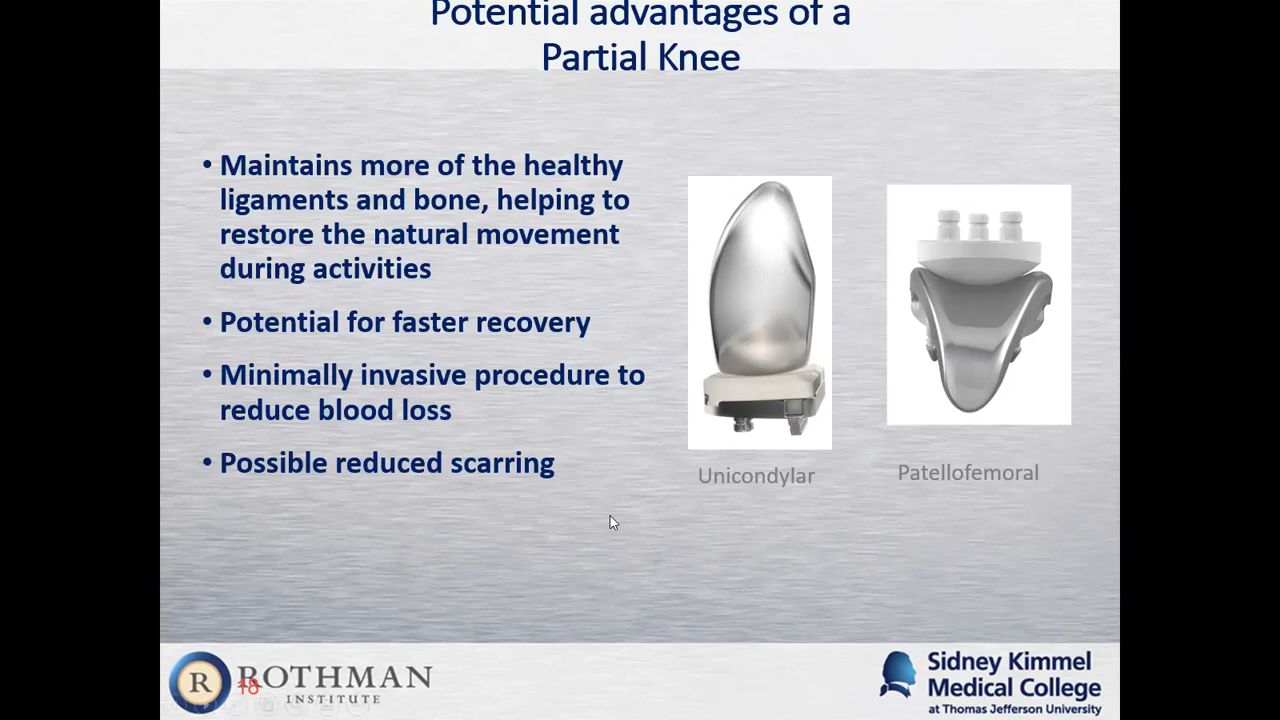 Potential advantages of a
Partial Knee
• Maintains more of the healthy
ligaments and bone, helping to
restore the natural movement
during activities
• Potential for faster recovery
• Minimally invasive procedure to
reduce blood loss
• Possible reduced scarring
Unicondylar
Patellofemoral
R
ROTHMAN
INSTITUTE
18
Sidney Kimmel
Medical College
at Thomas Jefferson University